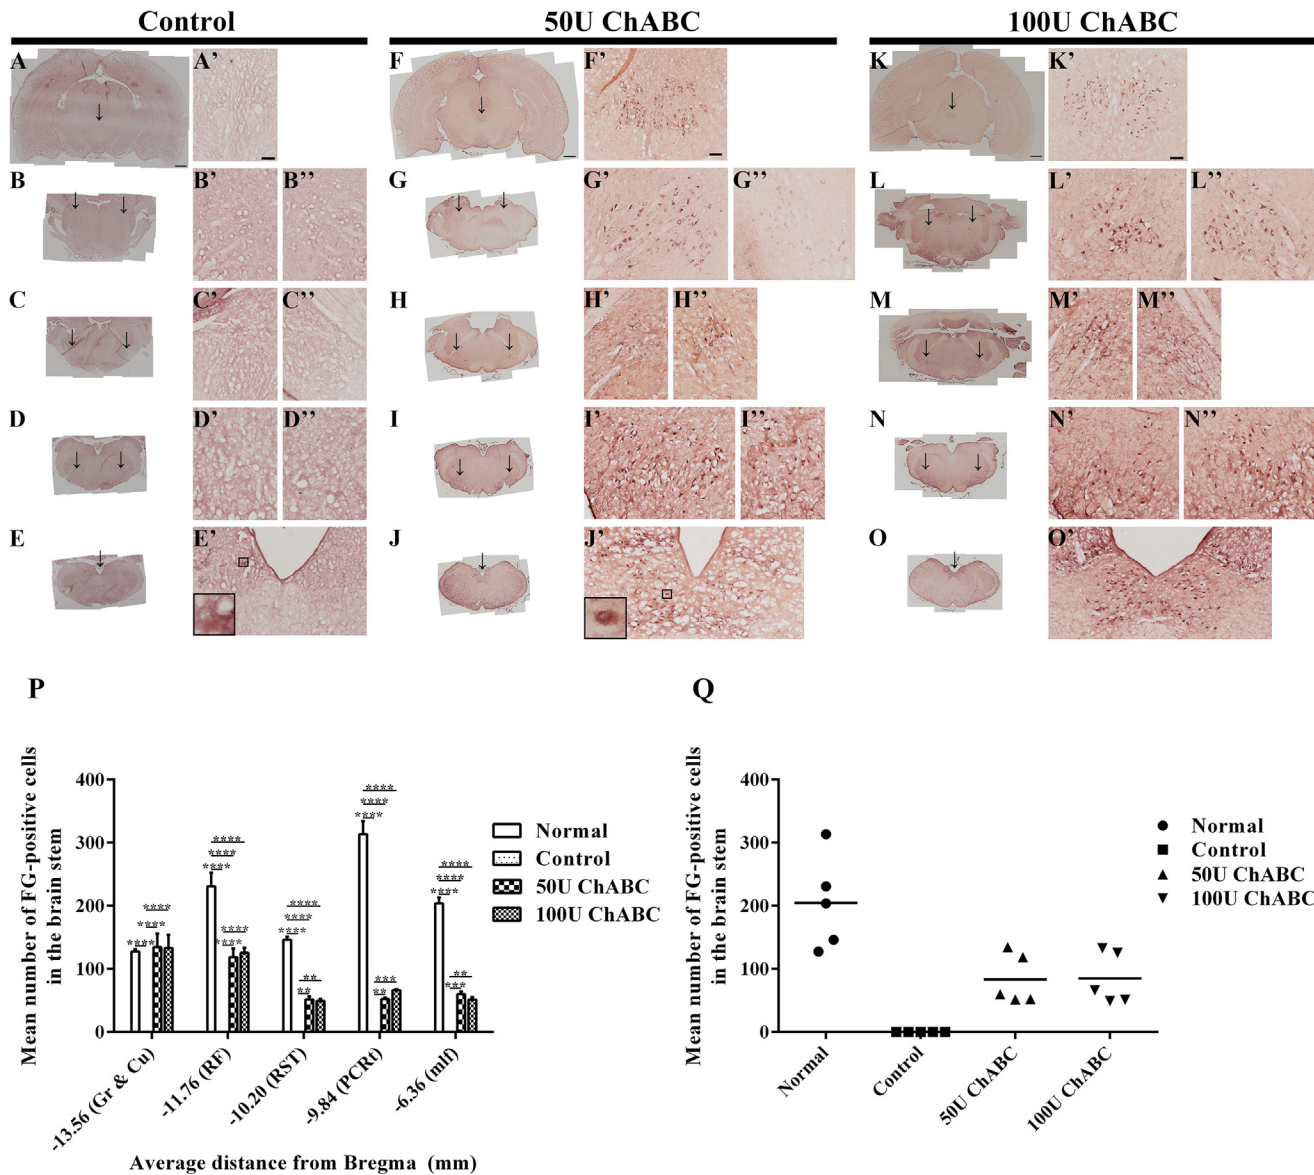 Control
50U ChABC
100U ChABC
A
A’
F
F’
K
K’
B
B’
B’’
G
G’
G’’
L
L’
L’’
C
C’
C’’
H
H’
H’’
M
M’
M’’
D
D’
D’’
I
I’
I’’
N
N’
N’’
E
E’
J
J’
O
O’
P
Mean number of FG-positive cells
in the brain stem
400
300
200
100
0
****
****
****
****
****
****
****
****
****
****
****
**
**
****
****
****
***
**
****
****
****
**
***
-13.56 (Gr & Cu)
-11.76 (RF)
-10.20 (RST)
-9.84 (PCRt)
-6.36 (mlf)
Average distance from Bregma (mm)
Normal
Control
50U ChABC
100U ChABC
Q
Mean number of FG-positive cells
in the brain stem
400
300
200
100
0
Normal
Control
50U ChABC
100U ChABC
Normal
Control
50U ChABC
100U ChABC